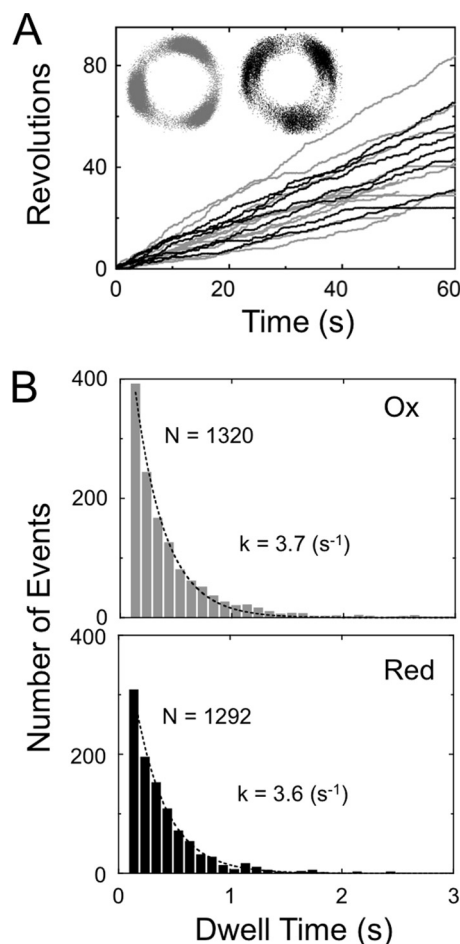 A
Revolutions
80
40
0
0 20 40 60
Time (s)
B
Number of Events
400
200
0
Ox
N = 1320
k = 3.7 (s-1)
400
200
0
Red
N = 1292
k = 3.6 (s-1)
0 1 2 3
Dwell Time (s)